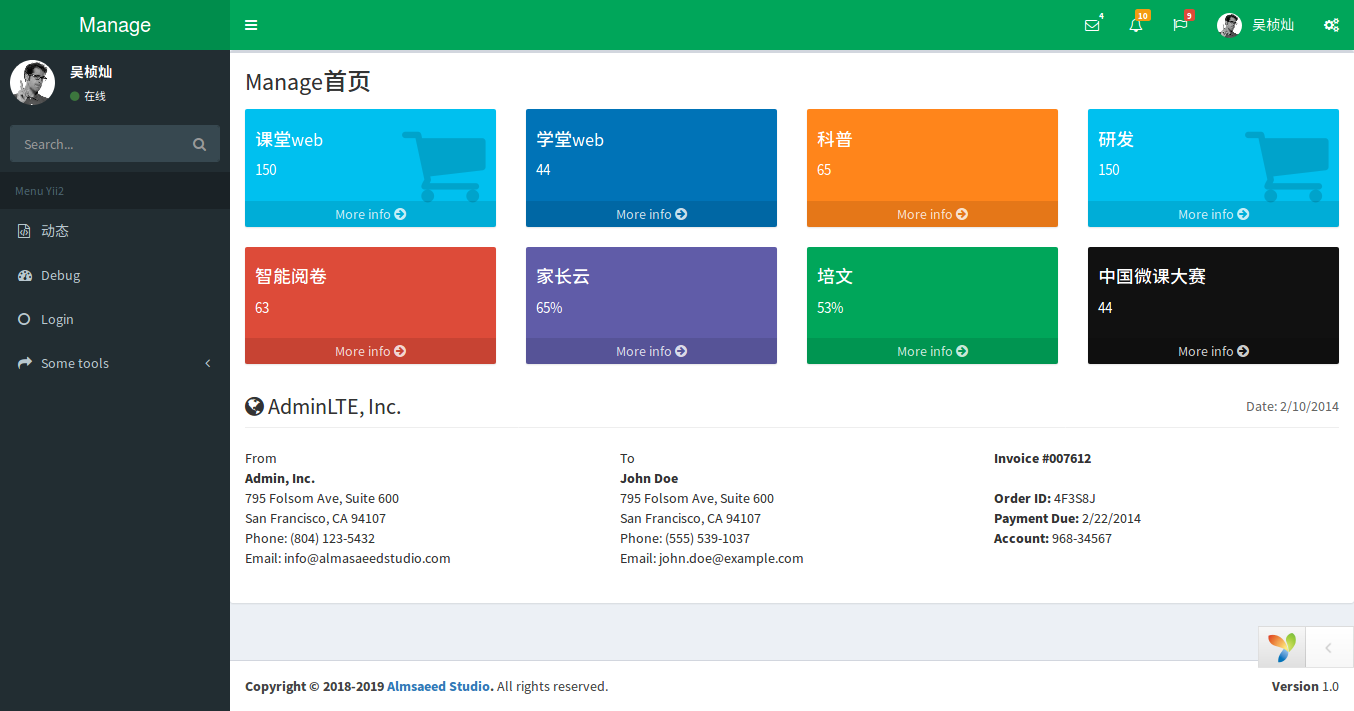 Manage
4
10
9
吴桢灿
吴桢灿
在线
Search...
Menu Yii2
动态
Debug
Login
Some tools
Manage首页
课堂web
150
More info
学堂web
44
More info
科普
65
More info
研发
150
More info
智能阅卷
63
More info
家长云
65%
More info
培文
53%
More info
中国微课大赛
44
More info
AdminLTE, Inc.
Date: 2/10/2014
From
Admin, Inc.
795 Folsom Ave, Suite 600
San Francisco, CA 94107
Phone: (804) 123-5432
Email: info@almasaeedstudio.com
To
John Doe
795 Folsom Ave, Suite 600
San Francisco, CA 94107
Phone: (555) 539-1037
Email: john.doe@example.com
Invoice #007612
Order ID: 4F3S8J
Payment Due: 2/22/2014
Account: 968-34567
Copyright © 2018-2019 Almsaeed Studio. All rights reserved.
Version 1.0